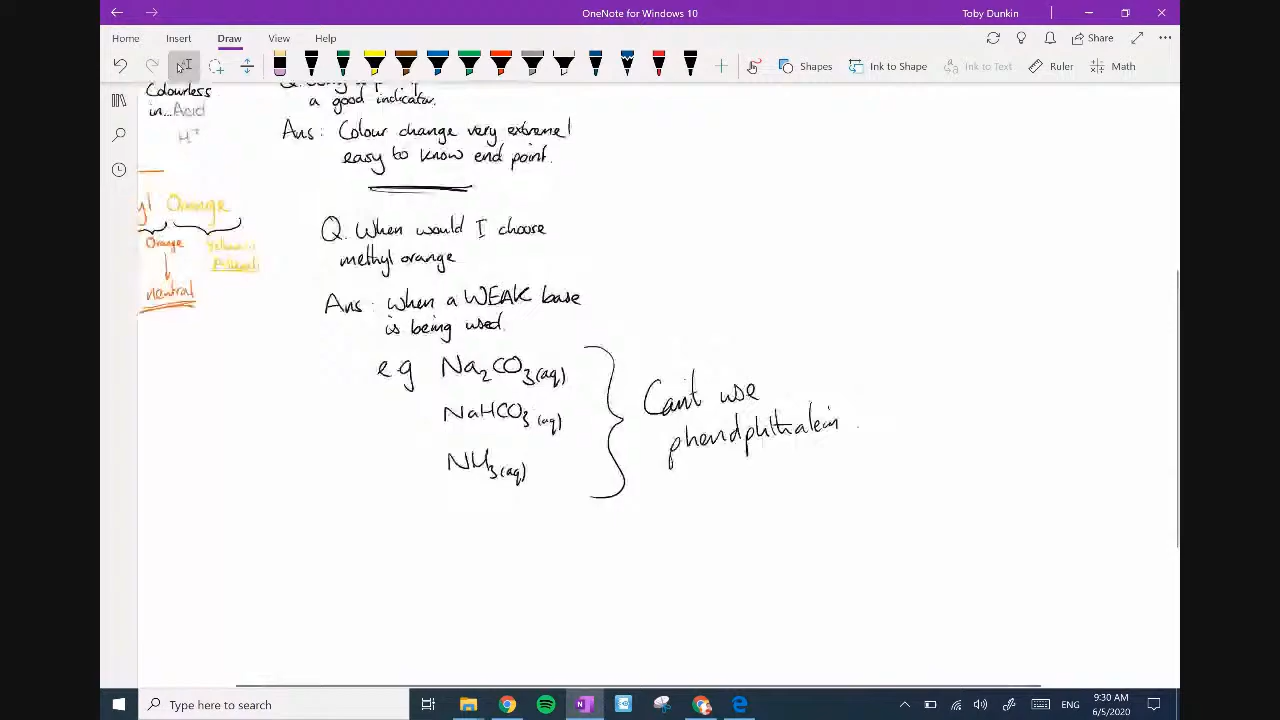 OneNote for Windows 10
Toby Dunkin
Home
Insert
Draw
View
Help
Share
Shapes
Ink to Shape
Ink to Text
Ruler
Math
Colourless
in...Acid
H+
a good indicator.
Ans: Colour change very extreme!
easy to know end point.
Orange
Orange
neutral
Q. When would I choose
methyl orange
Ans: when a WEAK base
is being used.
e.g Na2CO3(aq)
NaHCO3(aq)
NH3(aq)
Can't use
phenolphthalein.
Type here to search
ENG
9:30 AM
6/5/2020